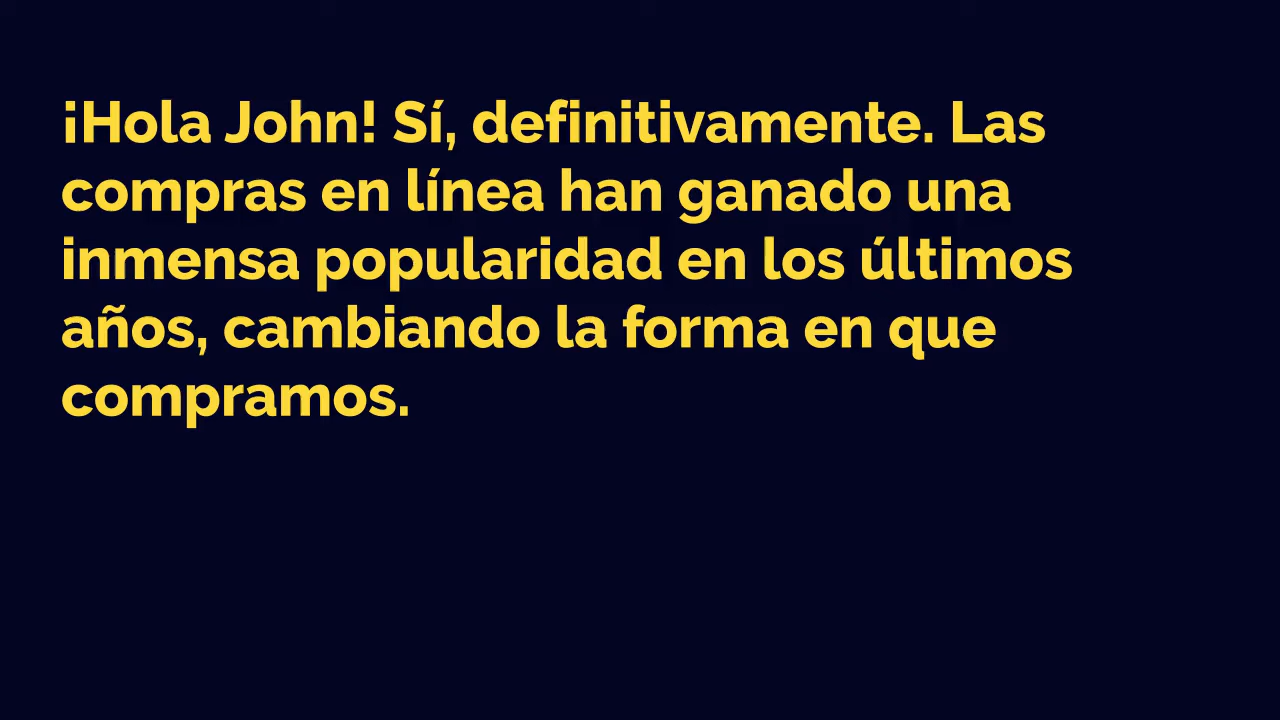 ¡Hola John! Sí, definitivamente. Las
compras en línea han ganado una
inmensa popularidad en los últimos
años, cambiando la forma en que
compramos.